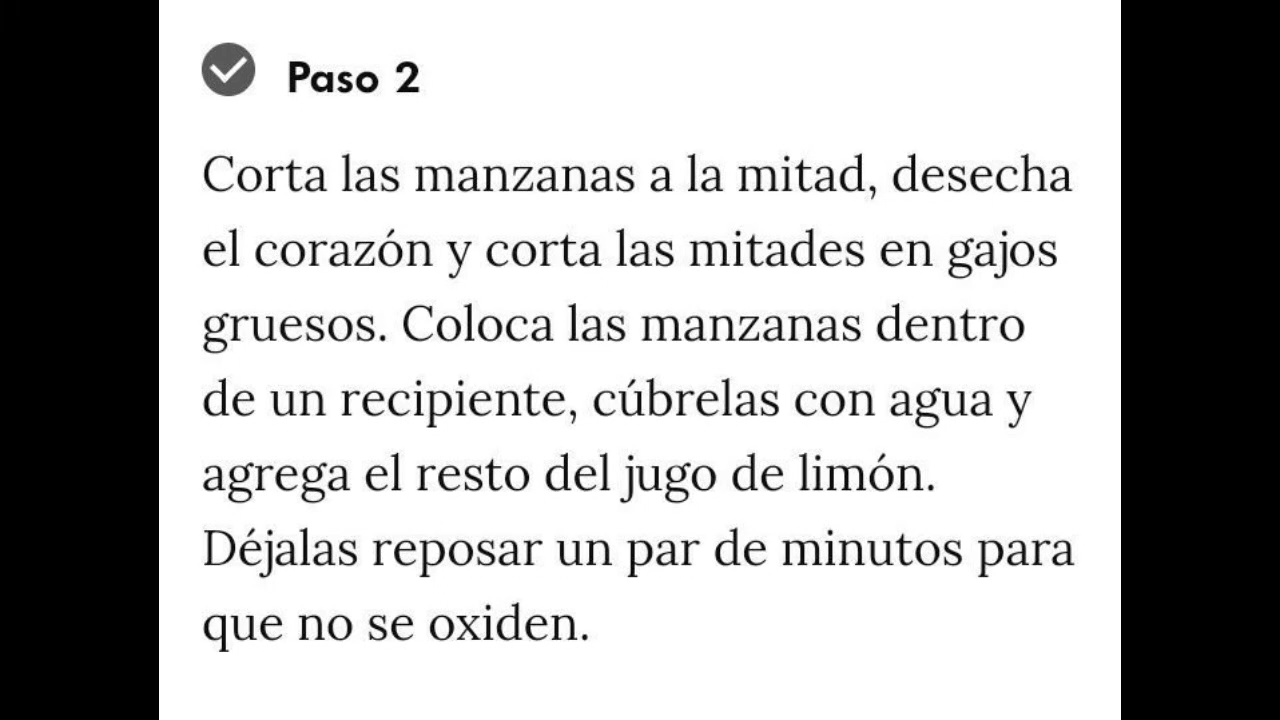 Paso 2
Corta las manzanas a la mitad, desecha
el corazón y corta las mitades en gajos
gruesos. Coloca las manzanas dentro
de un recipiente, cúbrelas con agua y
agrega el resto del jugo de limón.
Déjalas reposar un par de minutos para
que no se oxiden.